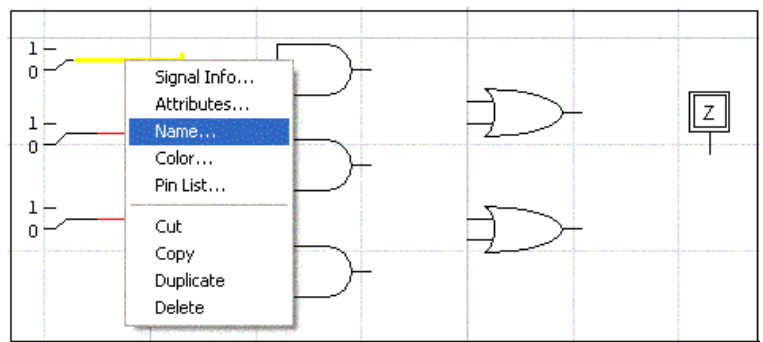 1
0
Signal Info...
Attributes...
Name...
Color...
Pin List...
Cut
Copy
Duplicate
Delete
1
0
1
0
Z